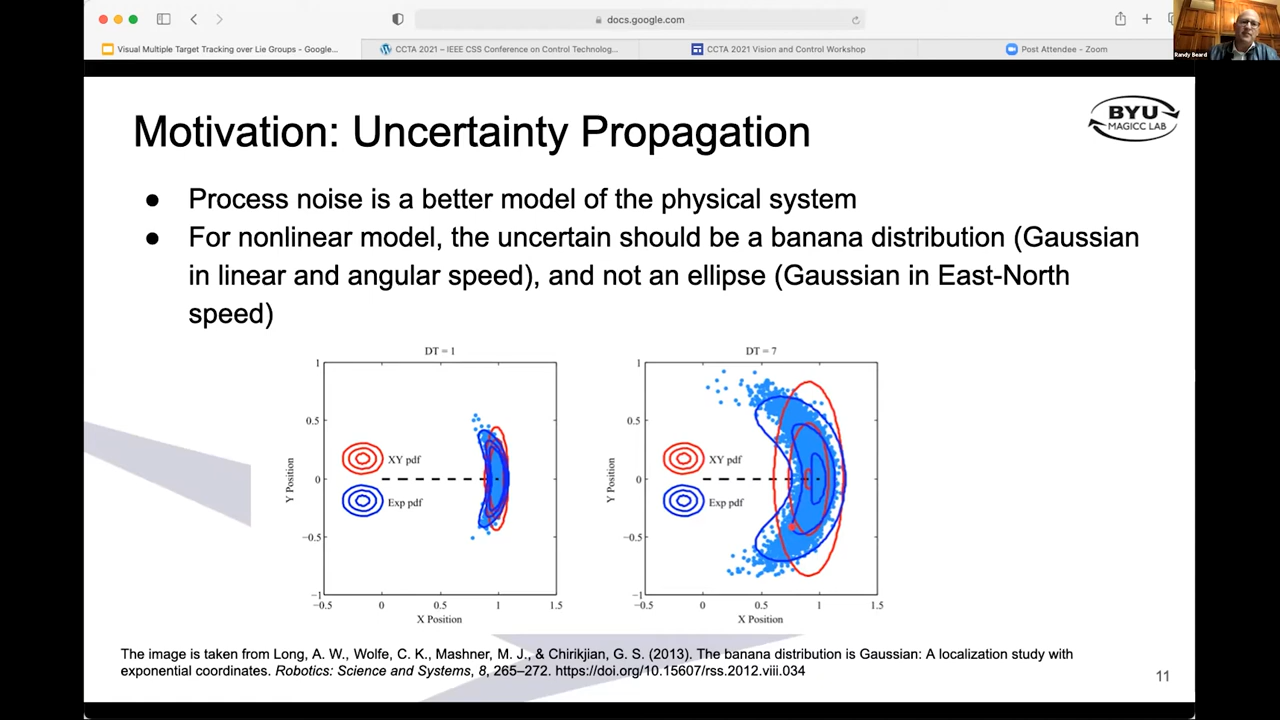 docs.google.com
Visual Multiple Target Tracking over Lie Groups - Google...
CCTA 2021 – IEEE CSS Conference on Control Technolog...
CCTA 2021 Vision and Control Workshop
Post Attendee - Zoom
Randy Beard
Motivation: Uncertainty Propagation
BYU
MAGICC LAB
● Process noise is a better model of the physical system
● For nonlinear model, the uncertain should be a banana distribution (Gaussian
in linear and angular speed), and not an ellipse (Gaussian in East-North
speed)
DT = 1
1
0.5
0
−0.5
−1
−0.5 0 0.5 1 1.5
Y Position
X Position
XY pdf
Exp pdf
DT = 7
1
0.5
0
−0.5
−1
−0.5 0 0.5 1 1.5
Y Position
X Position
XY pdf
Exp pdf
The image is taken from Long, A. W., Wolfe, C. K., Mashner, M. J., & Chirikjian, G. S. (2013). The banana distribution is Gaussian: A localization study with
exponential coordinates. Robotics: Science and Systems, 8, 265–272. https://doi.org/10.15607/rss.2012.viii.034
11